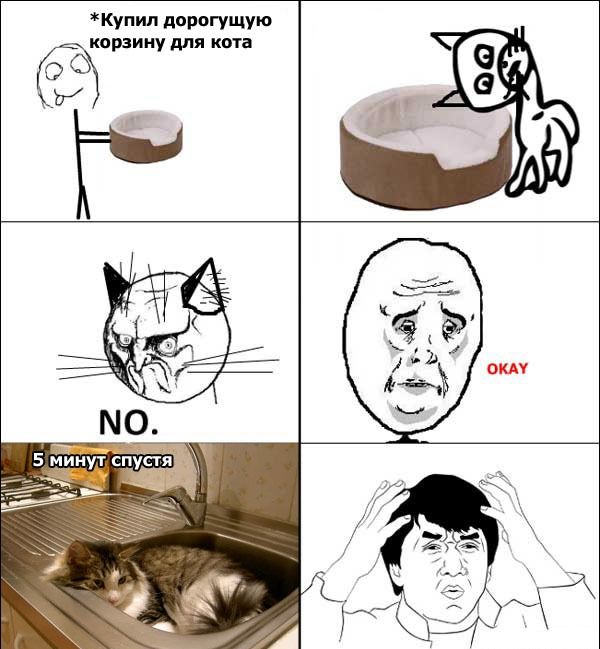 *Купил дорогущую
корзину для кота
NO.
OKAY
5 минут спустя